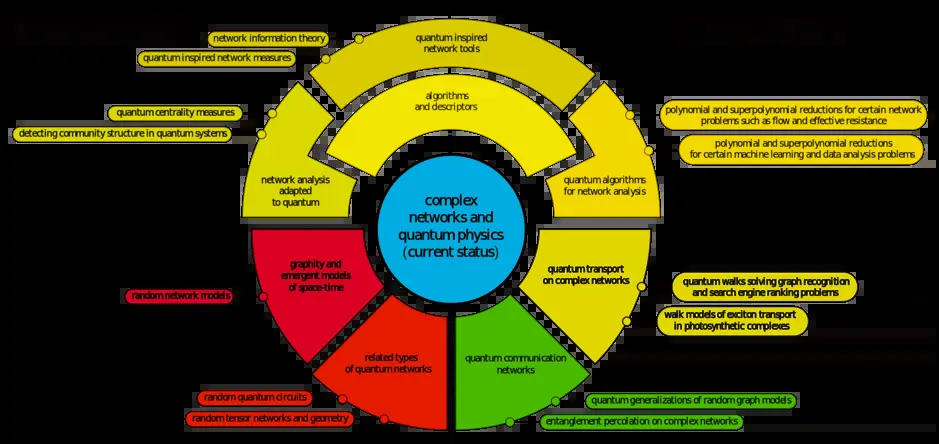 network information theory
quantum inspired network measures
quantum inspired
network tools
algorithms
and descriptors
quantum centrality measures
detecting community structure in quantum systems
network analysis
adapted
to quantum
polynomial and superpolynomial reductions for certain network
problems such as flow and effective resistance
polynomial and superpolynomial reductions
for certain machine learning and data analysis problems
quantum algorithms
for network analysis
complex
networks and
quantum physics
(current status)
graphity and
emergent models
of space-time
random network models
quantum transport
on complex networks
quantum walks solving graph recognition
and search engine ranking problems
walk models of exciton transport
in photosynthetic complexes
related types
of quantum networks
random quantum circuits
random tensor networks and geometry
quantum communication
networks
quantum generalizations of random graph models
entanglement percolation on complex networks